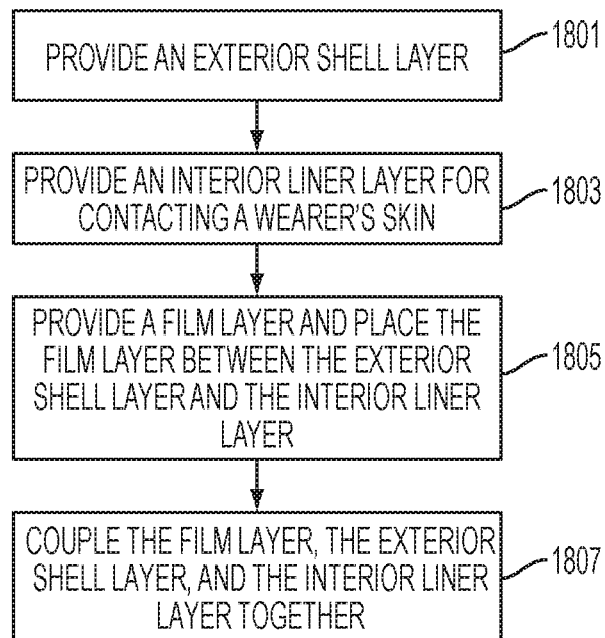 PROVIDE AN EXTERIOR SHELL LAYER
1801
PROVIDE AN INTERIOR LINER LAYER FOR
CONTACTING A WEARER'S SKIN
1803
PROVIDE A FILM LAYER AND PLACE THE
FILM LAYER BETWEEN THE EXTERIOR
SHELL LAYER AND THE INTERIOR LINER
LAYER
1805
COUPLE THE FILM LAYER, THE EXTERIOR
SHELL LAYER, AND THE INTERIOR LINER
LAYER TOGETHER
1807